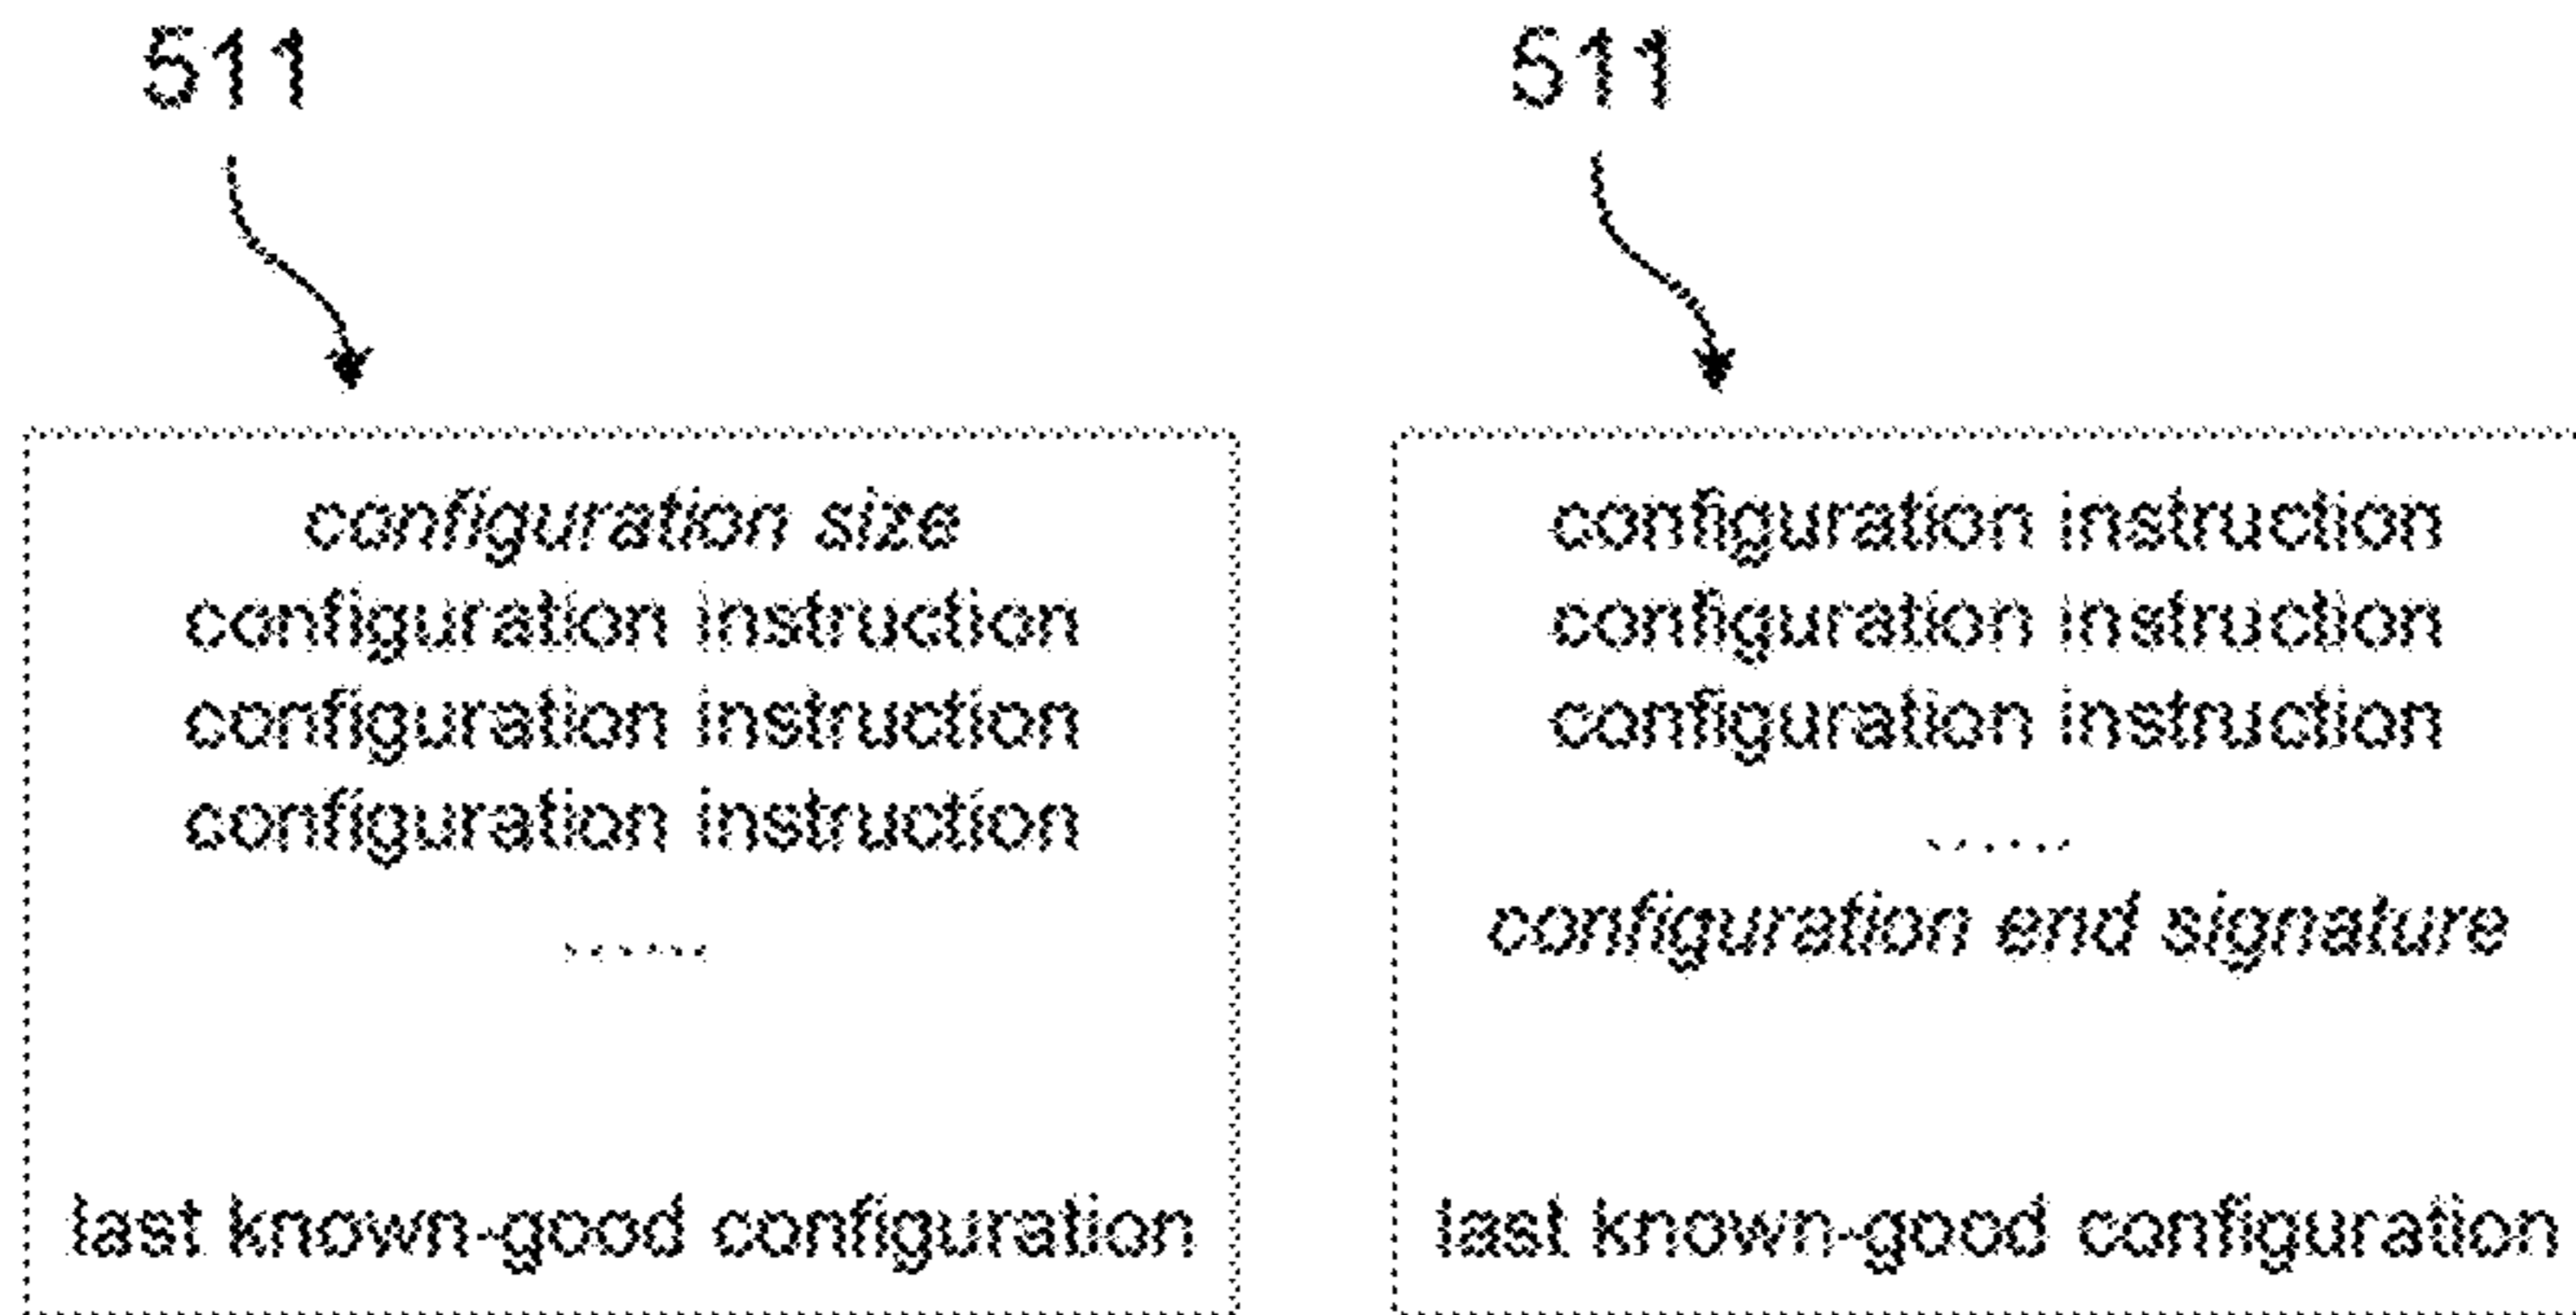 511
configuration size
configuration instruction
configuration instruction
configuration instruction
.....
last known-good configuration
511
configuration instruction
configuration instruction
configuration instruction
.....
configuration end signature
last known-good configuration